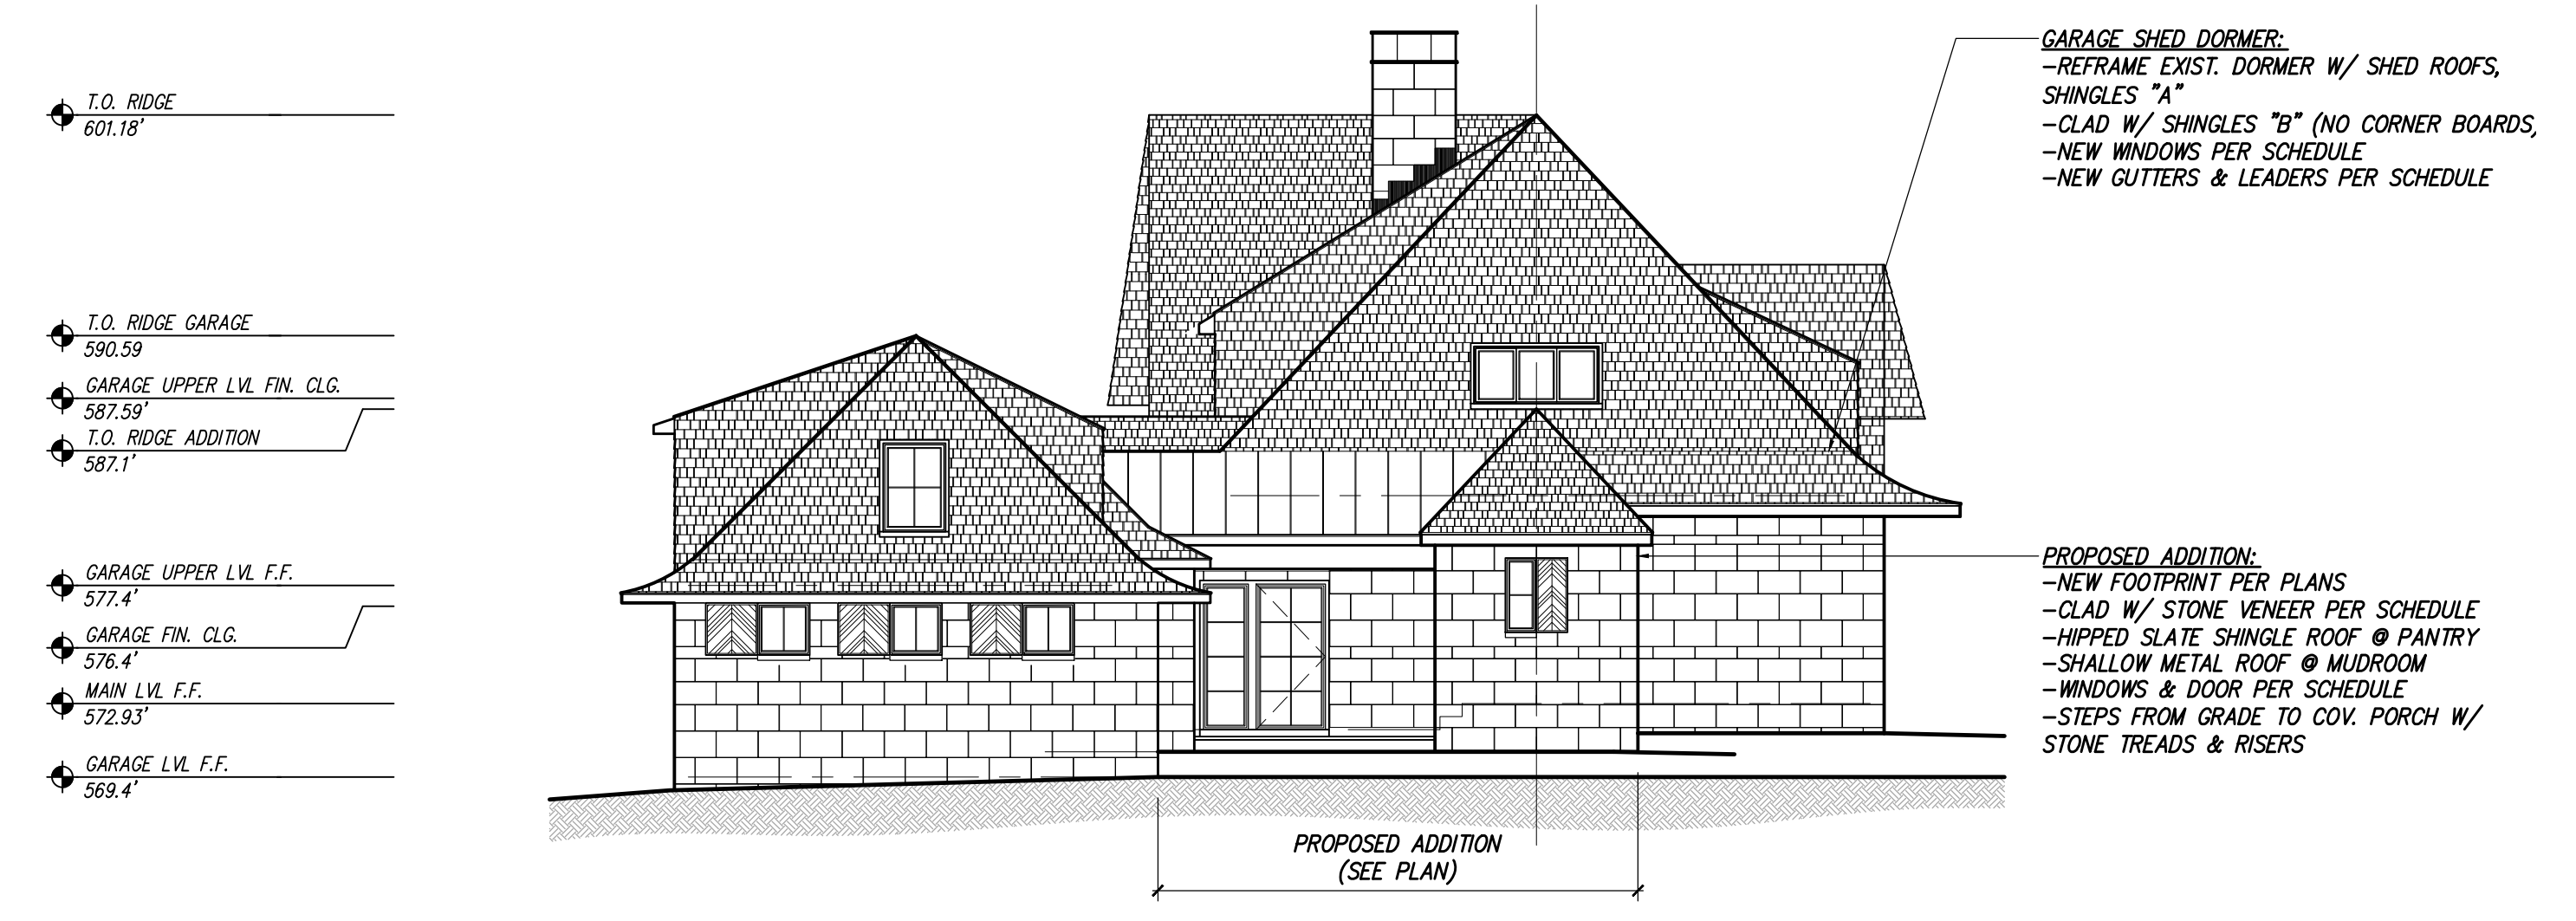 T.O. RIDGE
601.18'
T.O. RIDGE GARAGE
590.59
GARAGE UPPER LVL FIN. CLG.
587.59'
T.O. RIDGE ADDITION
587.1'
GARAGE UPPER LVL F.F.
577.4'
GARAGE FIN. CLG.
576.4'
MAIN LVL F.F.
572.93'
GARAGE LVL F.F.
569.4'
PROPOSED ADDITION
(SEE PLAN)
GARAGE SHED DORMER:
-REFRAME EXIST. DORMER W/ SHED ROOFS,
SHINGLES "A"
-CLAD W/ SHINGLES "B" (NO CORNER BOARDS,
-NEW WINDOWS PER SCHEDULE
-NEW GUTTERS & LEADERS PER SCHEDULE
PROPOSED ADDITION:
-NEW FOOTPRINT PER PLANS
-CLAD W/ STONE VENEER PER SCHEDULE
-HIPPED SLATE SHINGLE ROOF @ PANTRY
-SHALLOW METAL ROOF @ MUDROOM
-WINDOWS & DOOR PER SCHEDULE
-STEPS FROM GRADE TO COV. PORCH W/
STONE TREADS & RISERS